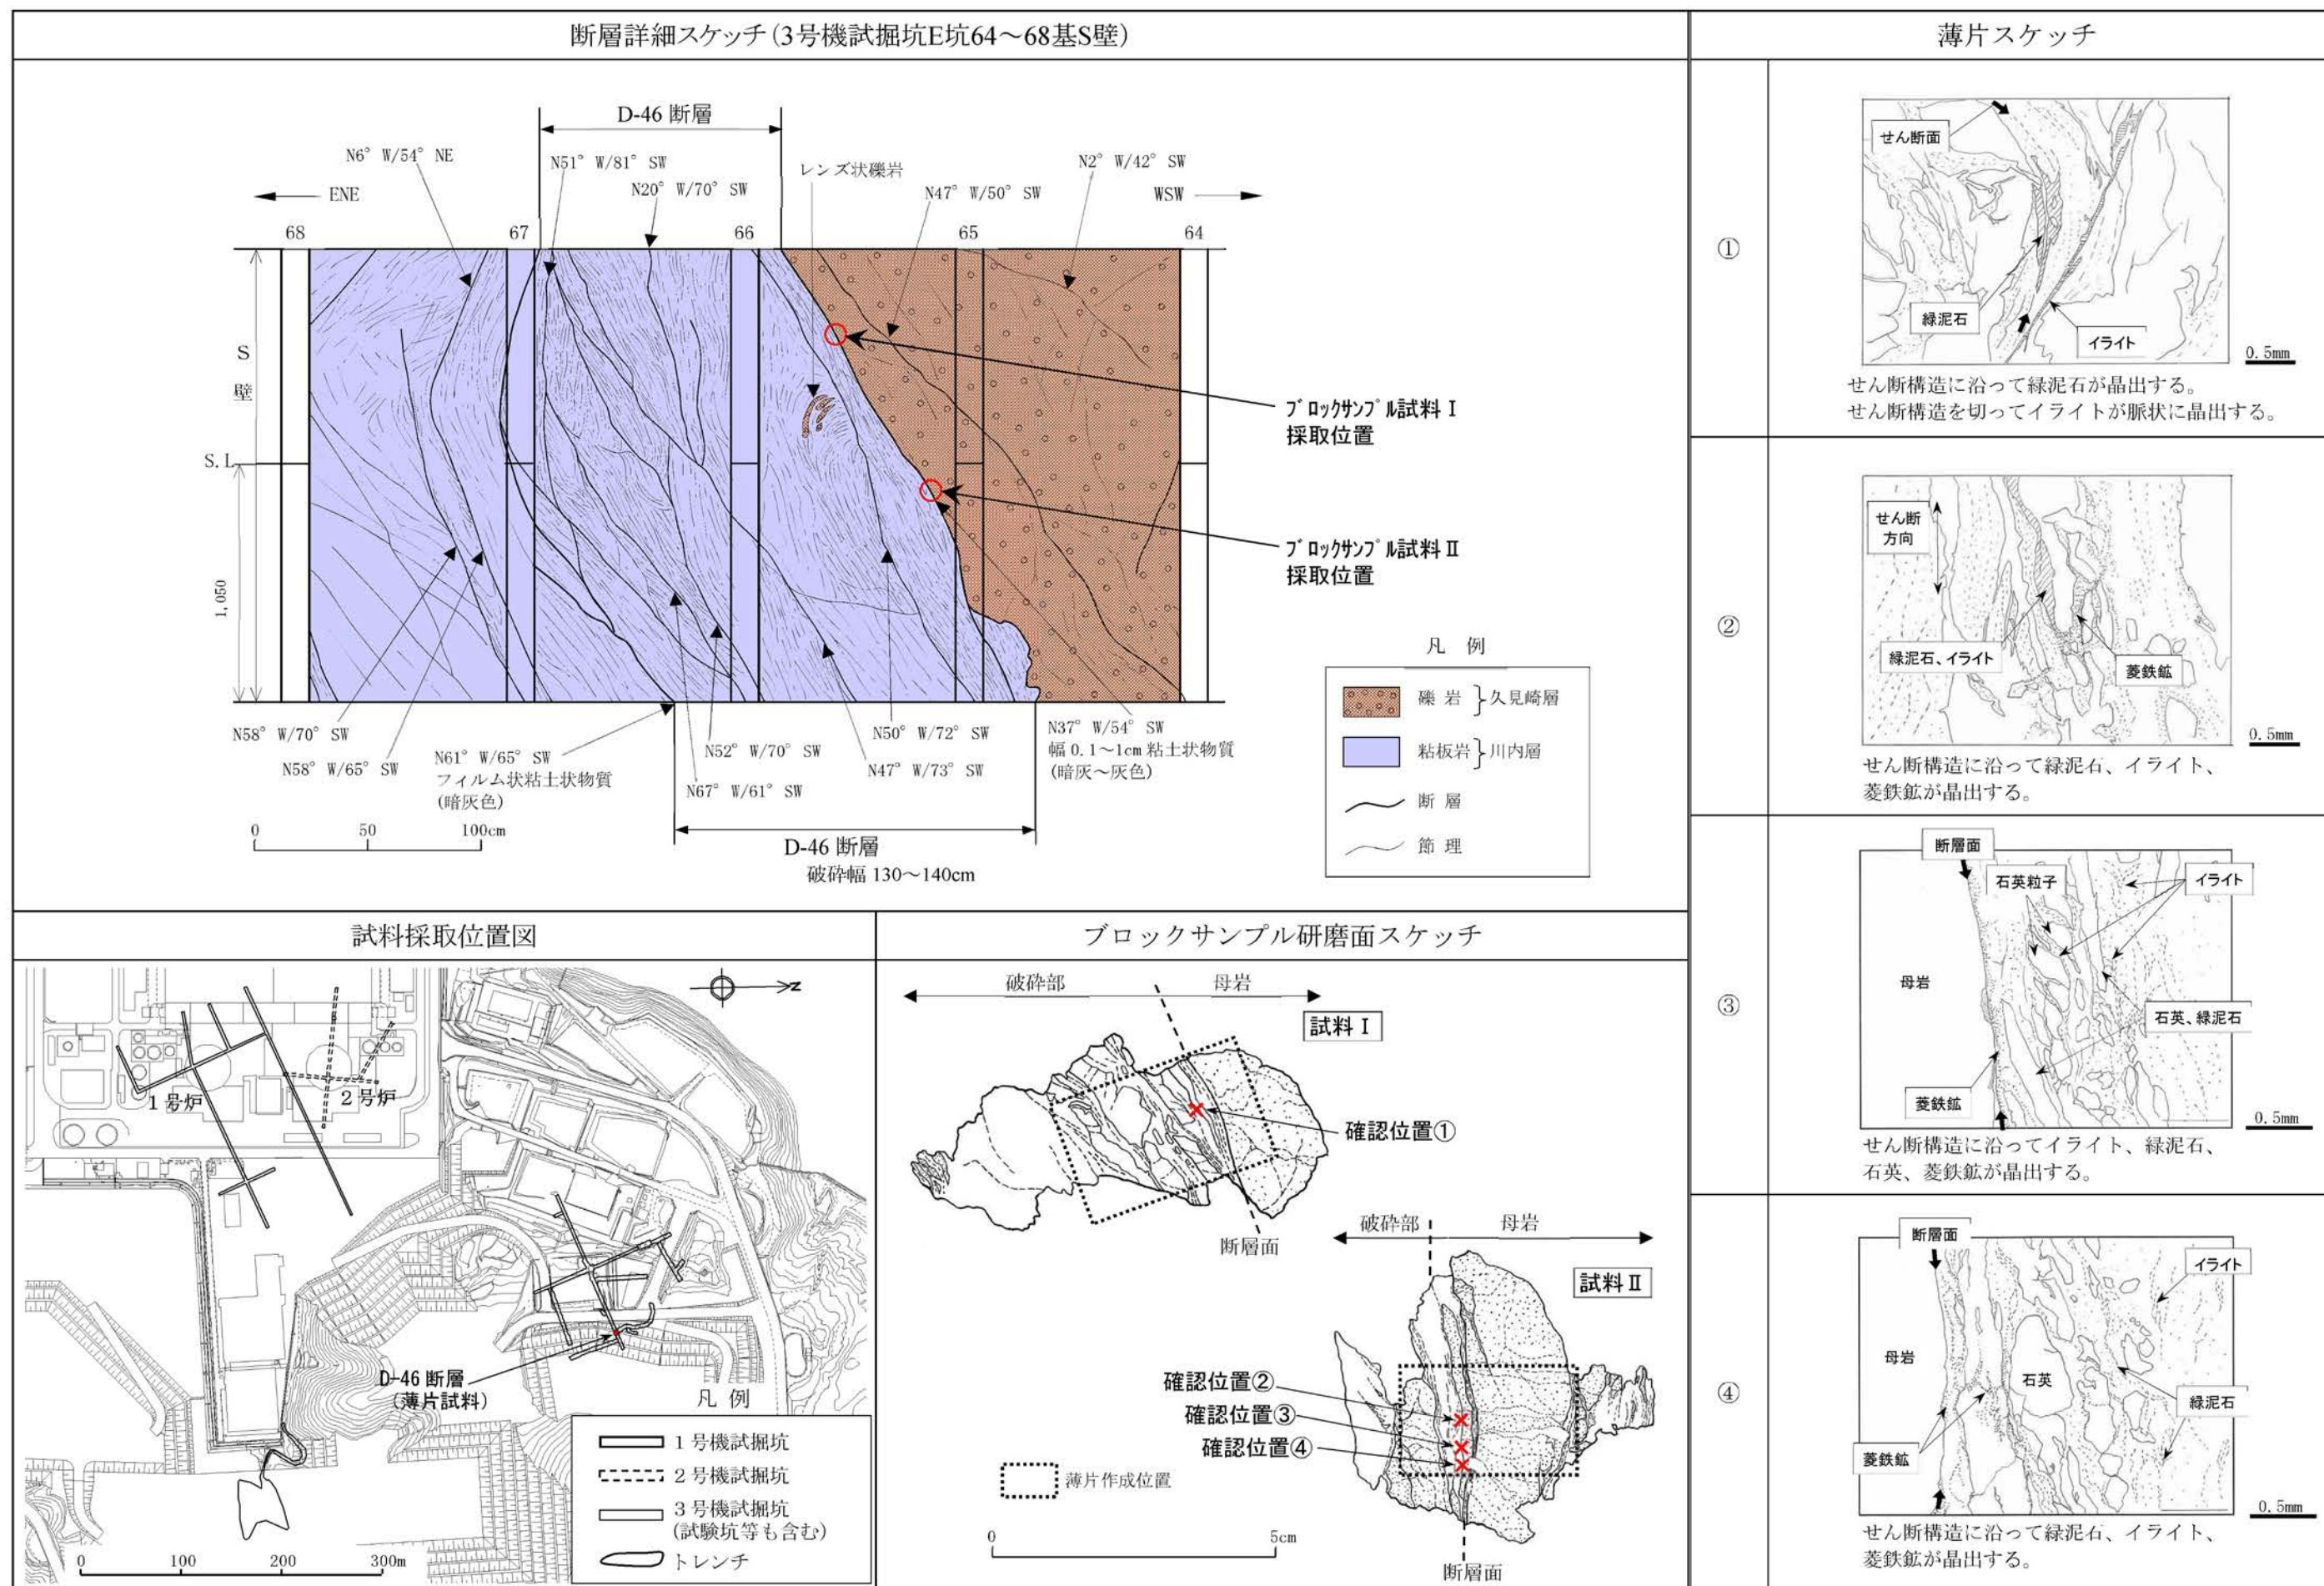 断層詳細スケッチ(3号機試掘坑E坑64～68基S壁)
D-46 断層
N6° W/54° NE
N51° W/81° SW
N20° W/70° SW
レンズ状礫岩
N47° W/50° SW
N2° W/42° SW
ENE
WSW
68
67
66
65
64
S
壁
S.L
1,050
ブロックサンプル試料Ⅰ
採取位置
ブロックサンプル試料Ⅱ
採取位置
N58° W/70° SW
N58° W/65° SW
N61° W/65° SW
フィルム状粘土状物質
(暗灰色)
N67° W/61° SW
N52° W/70° SW
N47° W/73° SW
N50° W/72° SW
N37° W/54° SW
幅 0.1～1cm 粘土状物質
(暗灰～灰色)
0 50 100cm
D-46 断層
破砕幅 130～140cm
凡 例
礫 岩 }久見崎層
粘板岩 }川内層
断 層
節 理
試料採取位置図
N
1号炉
2号炉
D-46 断層
(薄片試料)
凡 例
1号機試掘坑
2号機試掘坑
3号機試掘坑
(試験坑等も含む)
トレンチ
0 100 200 300m
ブロックサンプル研磨面スケッチ
破砕部
母岩
試料Ⅰ
確認位置①
断層面
破砕部
母岩
試料Ⅱ
確認位置②
確認位置③
確認位置④
薄片作成位置
0 5cm
断層面
薄片スケッチ
①
せん断面
緑泥石
イライト
0.5mm
せん断構造に沿って緑泥石が晶出する。
せん断構造を切ってイライトが脈状に晶出する。
②
せん断
方向
緑泥石、イライト
菱鉄鉱
0.5mm
せん断構造に沿って緑泥石、イライト、
菱鉄鉱が晶出する。
③
断層面
石英粒子
イライト
母岩
石英、緑泥石
菱鉄鉱
0.5mm
せん断構造に沿ってイライト、緑泥石、
石英、菱鉄鉱が晶出する。
④
断層面
イライト
母岩
石英
緑泥石
菱鉄鉱
0.5mm
せん断構造に沿って緑泥石、イライト、
菱鉄鉱が晶出する。